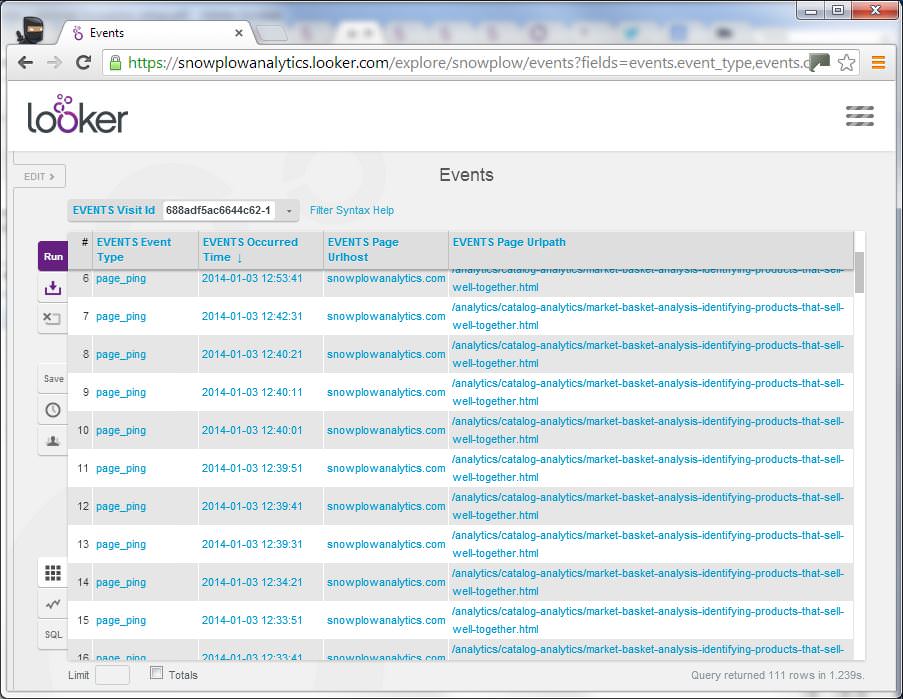 Events
https://snowplowanalytics.looker.com/explore/snowplow/events?fields=events.event_type,events.
looker
EDIT >
Events
EVENTS Visit Id 688adf5ac6644c62-1 Filter Syntax Help
Run
Save
SQL
# EVENTS Event Type EVENTS Occurred Time ↓ EVENTS Page Urlhost EVENTS Page Urlpath
6 page_ping 2014-01-03 12:53:41 snowplowanalytics.com /analytics/catalog-analytics/market-basket-analysis-identifying-products-that-sell-
well-together.html
7 page_ping 2014-01-03 12:42:31 snowplowanalytics.com /analytics/catalog-analytics/market-basket-analysis-identifying-products-that-sell-
well-together.html
8 page_ping 2014-01-03 12:40:21 snowplowanalytics.com /analytics/catalog-analytics/market-basket-analysis-identifying-products-that-sell-
well-together.html
9 page_ping 2014-01-03 12:40:11 snowplowanalytics.com /analytics/catalog-analytics/market-basket-analysis-identifying-products-that-sell-
well-together.html
10 page_ping 2014-01-03 12:40:01 snowplowanalytics.com /analytics/catalog-analytics/market-basket-analysis-identifying-products-that-sell-
well-together.html
11 page_ping 2014-01-03 12:39:51 snowplowanalytics.com /analytics/catalog-analytics/market-basket-analysis-identifying-products-that-sell-
well-together.html
12 page_ping 2014-01-03 12:39:41 snowplowanalytics.com /analytics/catalog-analytics/market-basket-analysis-identifying-products-that-sell-
well-together.html
13 page_ping 2014-01-03 12:39:31 snowplowanalytics.com /analytics/catalog-analytics/market-basket-analysis-identifying-products-that-sell-
well-together.html
14 page_ping 2014-01-03 12:34:21 snowplowanalytics.com /analytics/catalog-analytics/market-basket-analysis-identifying-products-that-sell-
well-together.html
15 page_ping 2014-01-03 12:33:51 snowplowanalytics.com /analytics/catalog-analytics/market-basket-analysis-identifying-products-that-sell-
well-together.html
16 page_ping 2014-01-03 12:33:41 snowplowanalytics.com /analytics/catalog-analytics/market-basket-analysis-identifying-products-that-sell-
Limit Totals Query returned 111 rows in 1.239s.